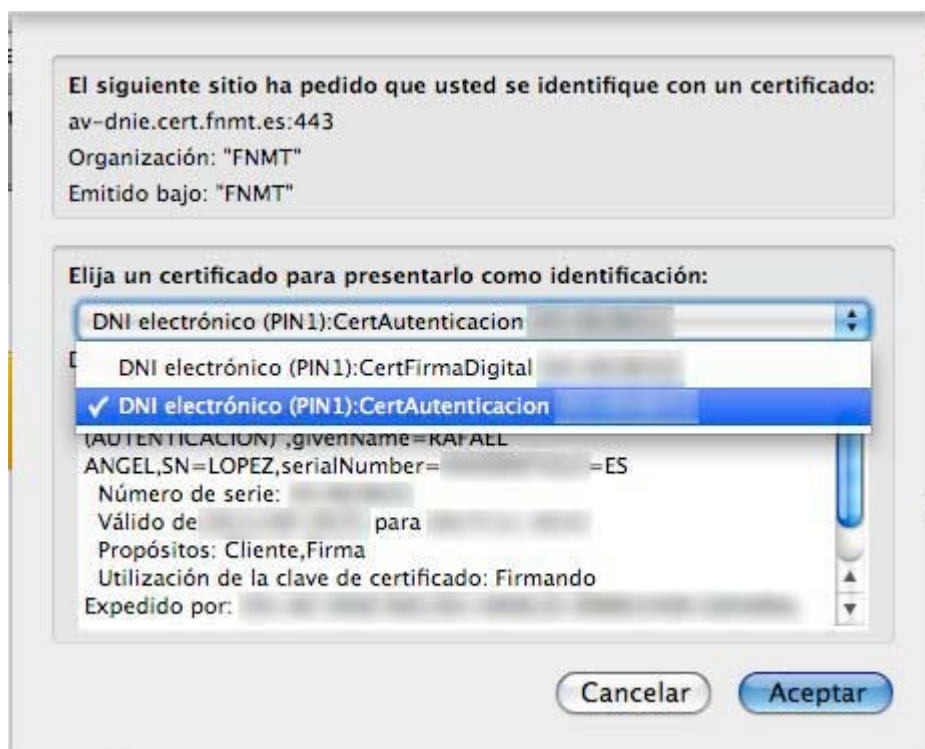 El siguiente sitio ha pedido que usted se identifique con un certificado:
av-dnie.cert.fnmt.es:443
Organización: "FNMT"
Emitido bajo: "FNMT"
Elija un certificado para presentarlo como identificación:
DNI electrónico (PIN1):CertAutenticacion
DNI electrónico (PIN1):CertFirmaDigital
✓ DNI electrónico (PIN1):CertAutenticacion
(AUTENTICACIÓN)",givenName=RAFAEL
ANGEL,SN=LOPEZ,serialNumber= =ES
Número de serie:
Válido de para
Propósitos: Cliente,Firma
Utilización de la clave de certificado: Firmando
Expedido por:
Cancelar Aceptar